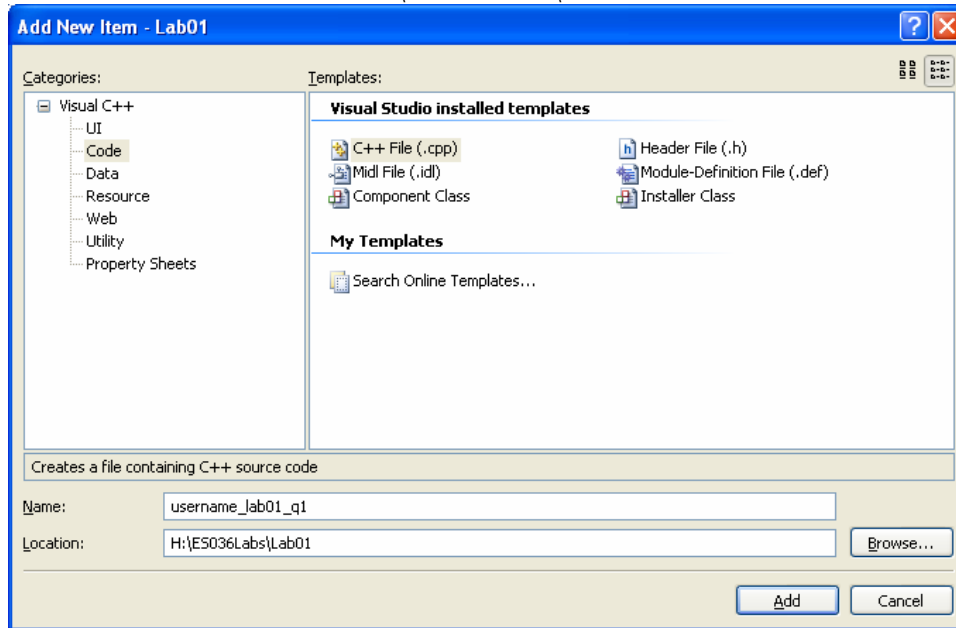 Add New Item - Lab01
Categories:
Templates:
Visual C++
UI
Code
Data
Resource
Web
Utility
Property Sheets
Visual Studio installed templates
C++ File (.cpp)
Header File (.h)
Midl File (.idl)
Module-Definition File (.def)
Component Class
Installer Class
My Templates
Search Online Templates...
Creates a file containing C++ source code
Name:
username_lab01_q1
Location:
H:\ES036Labs\Lab01
Browse...
Add
Cancel